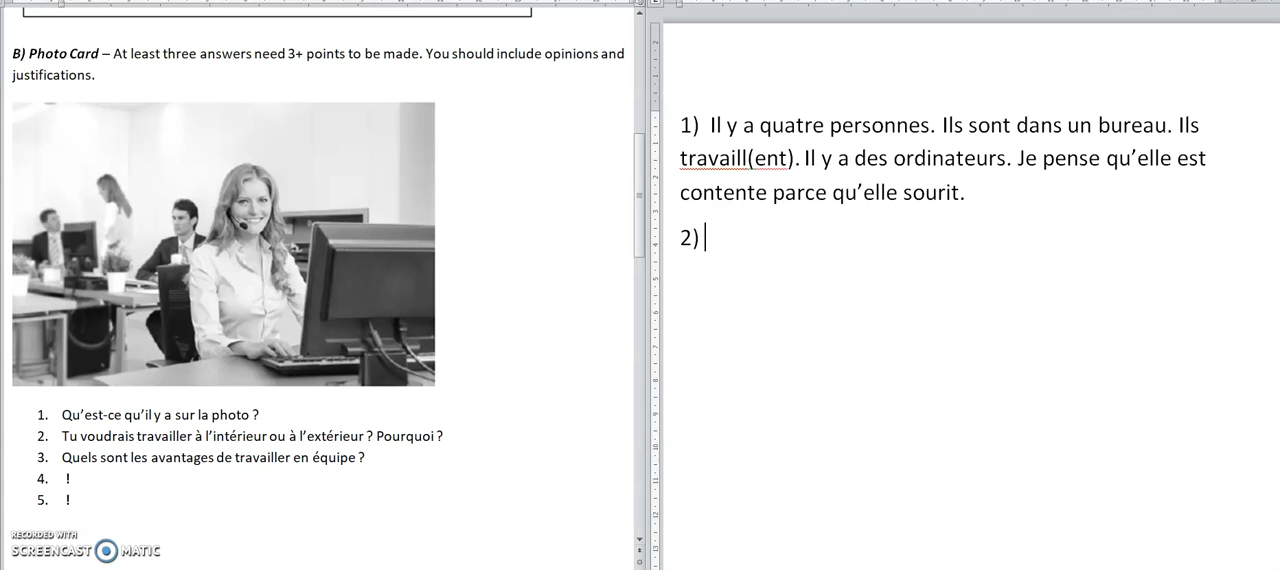 B) Photo Card – At least three answers need 3+ points to be made. You should include opinions and
justifications.
1. Qu'est-ce qu'il y a sur la photo ?
2. Tu voudrais travailler à l'intérieur ou à l'extérieur ? Pourquoi ?
3. Quels sont les avantages de travailler en équipe ?
4. !
5. !
RECORDED WITH
SCREENCAST MATIC
1) Il y a quatre personnes. Ils sont dans un bureau. Ils
travaill(ent). Il y a des ordinateurs. Je pense qu'elle est
contente parce qu'elle sourit.
2)